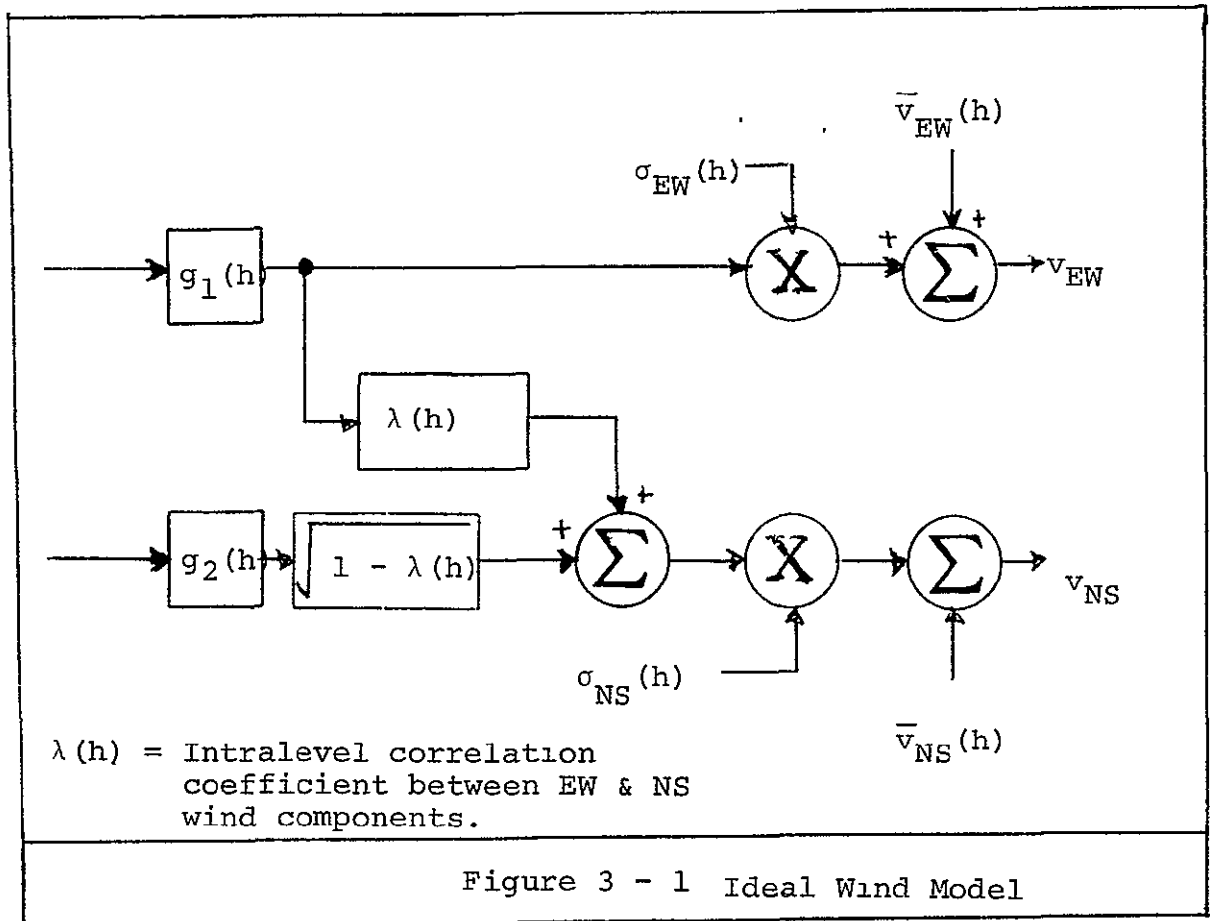 v̅_EW(h)
σ_EW(h)
+
+
g_1(h)
X
Σ
v_EW
λ(h)
+
+
g_2(h
√(1 - λ(h))
Σ
X
Σ
v_NS
σ_NS(h)
v̅_NS(h)
λ(h) = Intralevel correlation
coefficient between EW & NS
wind components.
Figure 3 - 1 Ideal Wind Model